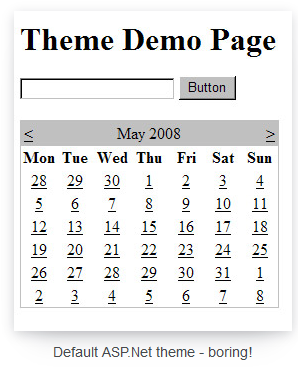 Theme Demo Page
Button
< May 2008 >
Mon Tue Wed Thu Fri Sat Sun
28 29 30 1 2 3 4
5 6 7 8 9 10 11
12 13 14 15 16 17 18
19 20 21 22 23 24 25
26 27 28 29 30 31 1
2 3 4 5 6 7 8
Default ASP.Net theme - boring!